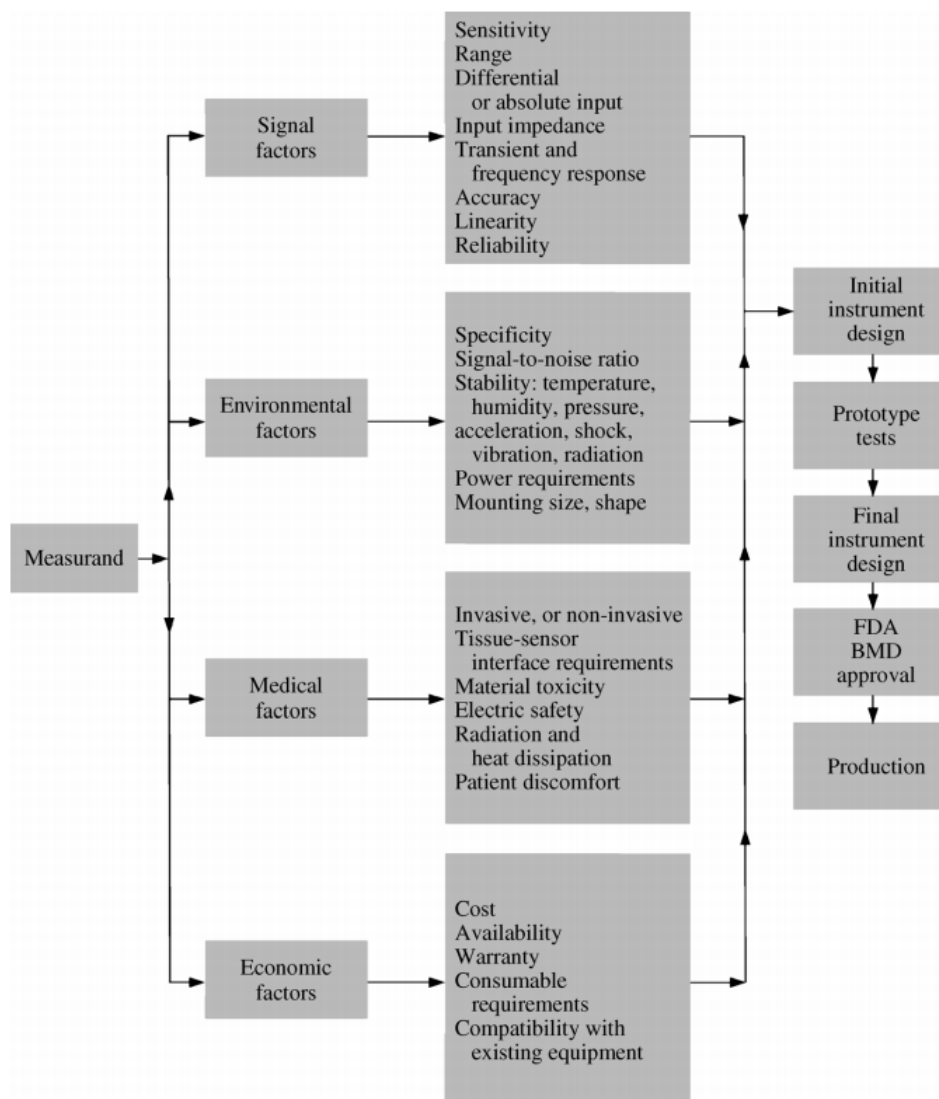 Measurand
Signal
factors
Sensitivity
Range
Differential
or absolute input
Input impedance
Transient and
frequency response
Accuracy
Linearity
Reliability
Environmental
factors
Specificity
Signal-to-noise ratio
Stability: temperature,
humidity, pressure,
acceleration, shock,
vibration, radiation
Power requirements
Mounting size, shape
Medical
factors
Invasive, or non-invasive
Tissue-sensor
interface requirements
Material toxicity
Electric safety
Radiation and
heat dissipation
Patient discomfort
Economic
factors
Cost
Availability
Warranty
Consumable
requirements
Compatibility with
existing equipment
Initial
instrument
design
Prototype
tests
Final
instrument
design
FDA
BMD
approval
Production